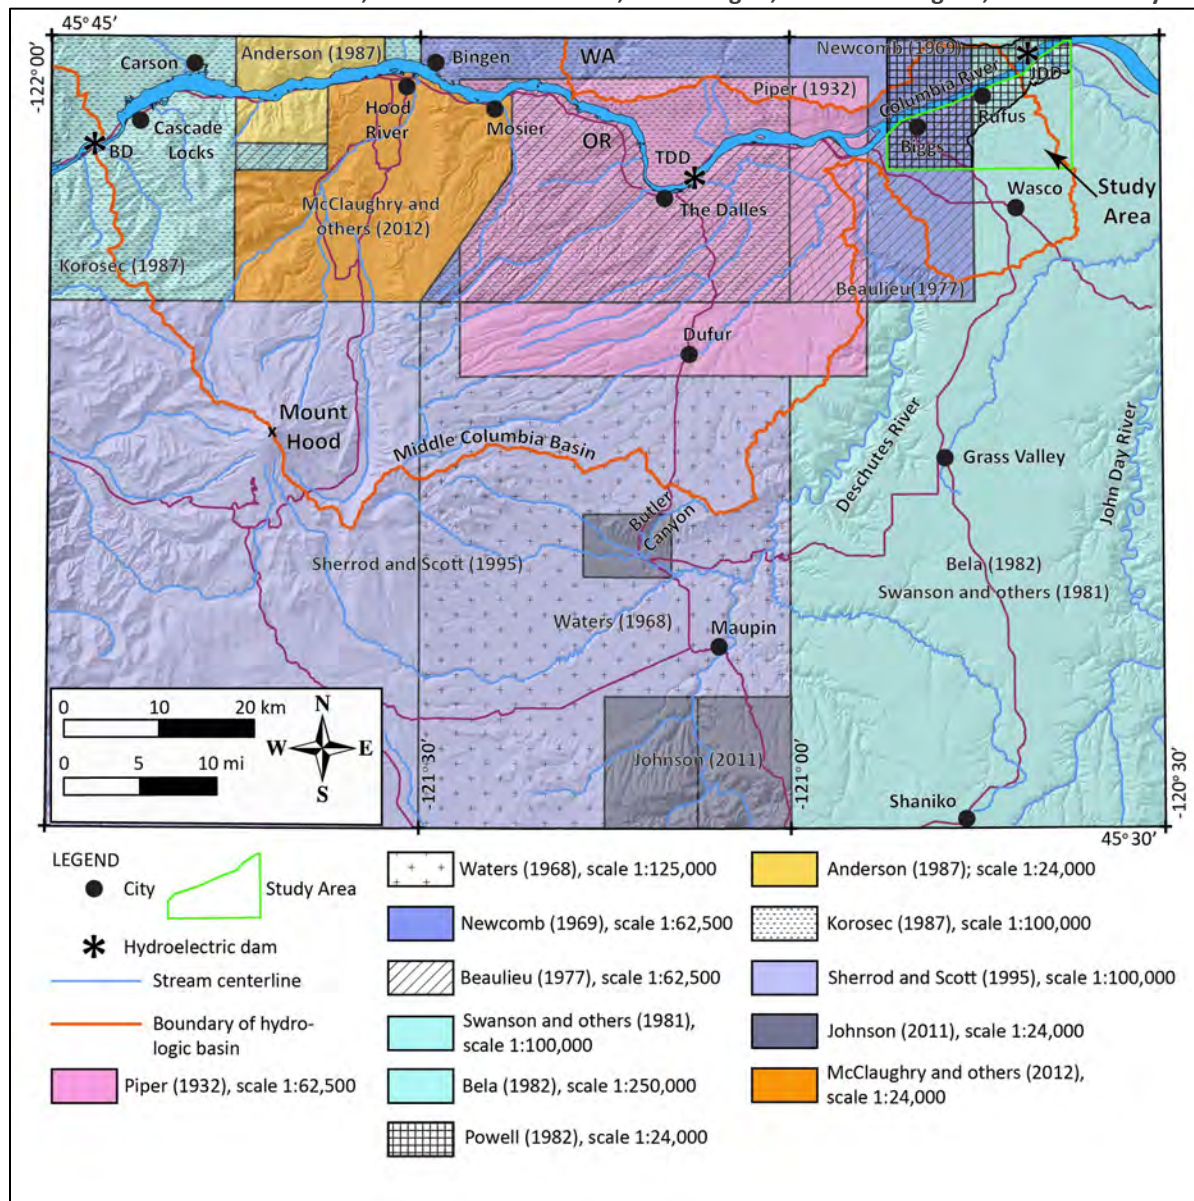 45° 45'
-122° 00'
Carson
Anderson (1987)
Bingen
WA
Newcomb (1969)
JDD
Piper (1932)
Columbia River
Hood
River
Mosier
Rufus
Cascade
Locks
BD
OR
TDD
Biggs
Study
Area
Wasco
The Dalles
McClaughry and
others (2012)
Korosec (1987)
Beaulieu(1977)
Dufur
Mount
Hood
x
Middle Columbia Basin
Deschutes River
John Day River
Grass Valley
Butler
Canyon
Sherrod and Scott (1995)
Bela (1982)
Swanson and others (1981)
Waters (1968)
Maupin
0 10 20 km
0 5 10 mi
N
W E
S
Johnson (2011)
-121° 30'
-121° 00'
-120° 30'
Shaniko
45° 30'
LEGEND
City
Study Area
Hydroelectric dam
Stream centerline
Boundary of hydro-
logic basin
Piper (1932), scale 1:62,500
Waters (1968), scale 1:125,000
Newcomb (1969), scale 1:62,500
Beaulieu (1977), scale 1:62,500
Swanson and others (1981),
scale 1:100,000
Bela (1982), scale 1:250,000
Powell (1982), scale 1:24,000
Anderson (1987); scale 1:24,000
Korosec (1987), scale 1:100,000
Sherrod and Scott (1995), scale 1:100,000
Johnson (2011), scale 1:24,000
McClaughry and others (2012),
scale 1:24,000